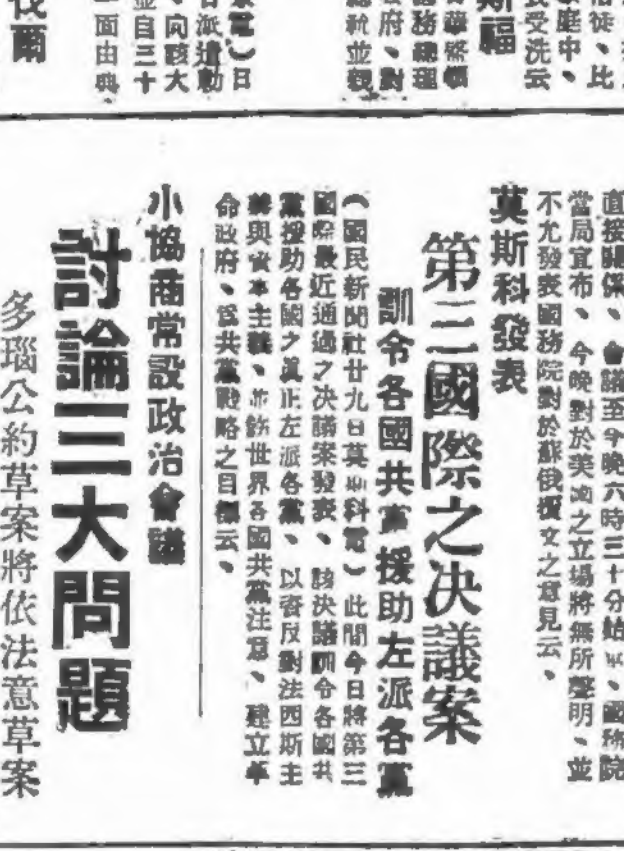 斯福
直接關係、會議至今晚六時三十分始
當局宣布、今晚對於美國之立場將無所聲明、並
不允發表國務院對於蘇俄覆文之意見云、
莫斯科發表
第三國際之決議案
訓令各國共黨援助左派各黨
(國民新聞社廿九日莫斯科電)此間今日將第三
國際最近通過之決議案發表、該決議訓令各國共
黨援助各國之眞正左派各黨、以資反對法西斯主
義與資本主義、並訴世界各國共黨注意、建立革
命政府、爲共黨戰略之目標云、
小協商常設政治會議
討論三大問題
多瑙公約草案將依法意草案